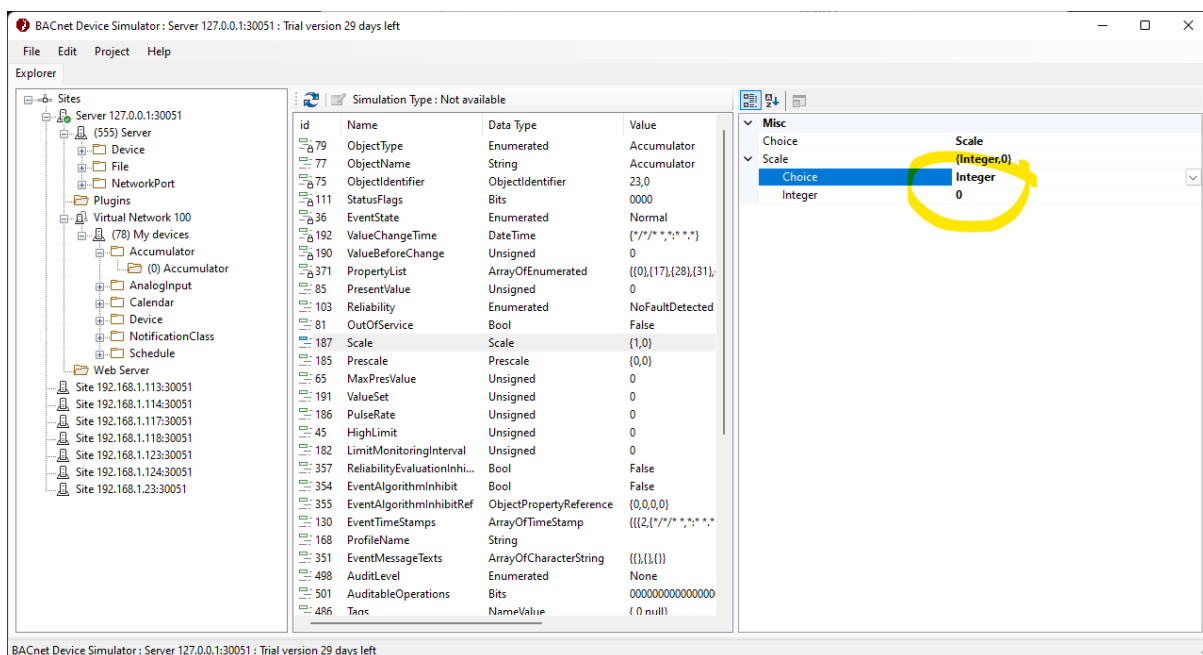 BACnet Device Simulator : Server 127.0.0.1:30051 : Trial version 29 days left
File Edit Project Help
Explorer
Sites
Server 127.0.0.1:30051
(555) Server
Device
File
NetworkPort
Plugins
Virtual Network 100
(78) My devices
Accumulator
(0) Accumulator
AnalogInput
Calendar
Device
NotificationClass
Schedule
Web Server
Site 192.168.1.113:30051
Site 192.168.1.114:30051
Site 192.168.1.117:30051
Site 192.168.1.118:30051
Site 192.168.1.123:30051
Site 192.168.1.124:30051
Site 192.168.1.23:30051
Simulation Type : Not available
id Name Data Type Value
79 ObjectType Enumerated Accumulator
77 ObjectName String Accumulator
75 ObjectIdentifier ObjectIdentifier 23,0
111 StatusFlags Bits 0000
36 EventState Enumerated Normal
192 ValueChangeTime DateTime {*/*/* *,*:* *.*}
190 ValueBeforeChange Unsigned 0
371 PropertyList ArrayOfEnumerated {{0},{17},{28},{31},
85 PresentValue Unsigned 0
103 Reliability Enumerated NoFaultDetected
81 OutOfService Bool False
187 Scale Scale {1,0}
185 Prescale Prescale {0,0}
65 MaxPresValue Unsigned 0
191 ValueSet Unsigned 0
186 PulseRate Unsigned 0
45 HighLimit Unsigned 0
182 LimitMonitoringInterval Unsigned 0
357 ReliabilityEvaluationInhi... Bool False
354 EventAlgorithmInhibit Bool False
355 EventAlgorithmInhibitRef ObjectPropertyReference {0,0,0,0}
130 EventTimeStamps ArrayOfTimeStamp {{{2,{*/*/* *,*:* *.*
168 ProfileName String
351 EventMessageTexts ArrayOfCharacterString {{},{},{}}
498 AuditLevel Enumerated None
501 AuditableOperations Bits 0000000000000000
486 Tags NameValue { 0 null}
Misc
Choice Scale
Scale {Integer,0}
Choice Integer
Integer 0
BACnet Device Simulator : Server 127.0.0.1:30051 : Trial version 29 days left